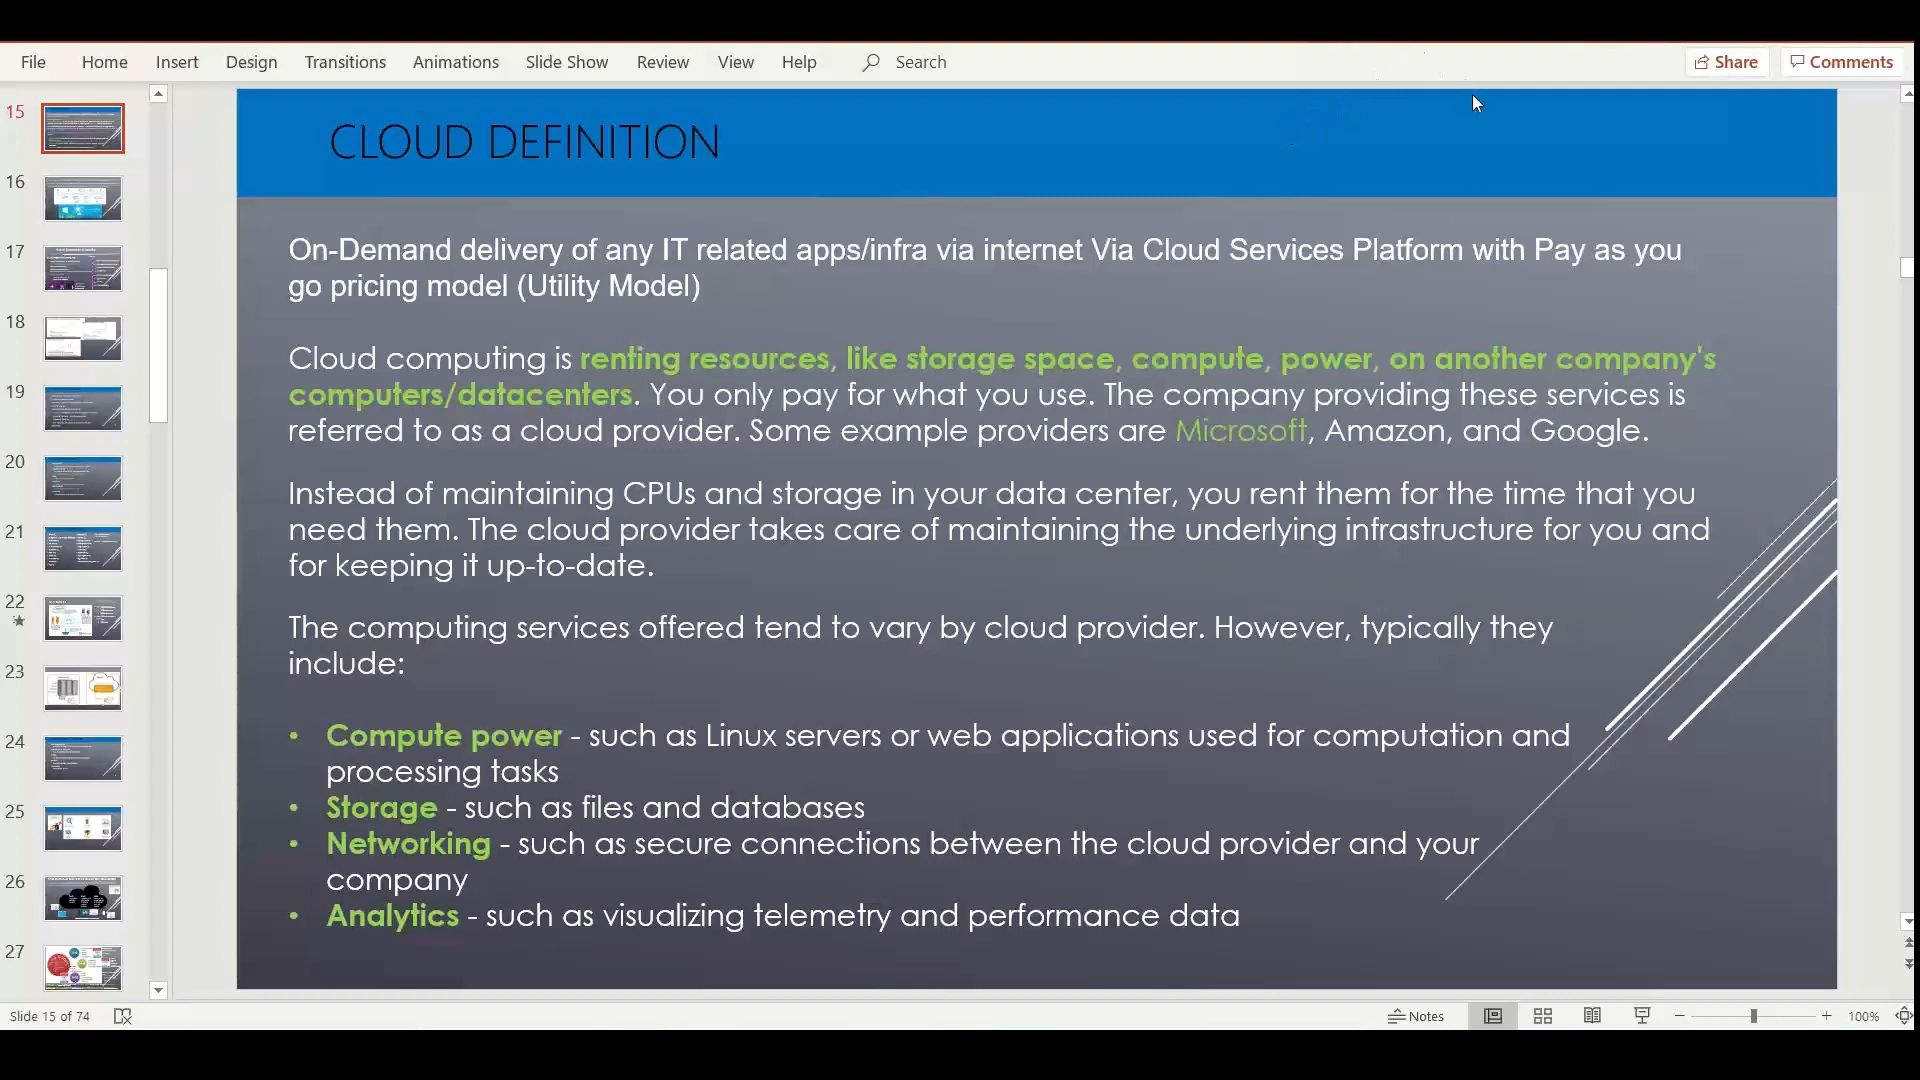 File Home Insert Design Transitions Animations Slide Show Review View Help Search Share Comments
15
16
17
18
19
20
21
22
23
24
25
26
27
CLOUD DEFINITION
On-Demand delivery of any IT related apps/infra via internet Via Cloud Services Platform with Pay as you
go pricing model (Utility Model)
Cloud computing is renting resources, like storage space, compute, power, on another company's
computers/datacenters. You only pay for what you use. The company providing these services is
referred to as a cloud provider. Some example providers are Microsoft, Amazon, and Google.
Instead of maintaining CPUs and storage in your data center, you rent them for the time that you
need them. The cloud provider takes care of maintaining the underlying infrastructure for you and
for keeping it up-to-date.
The computing services offered tend to vary by cloud provider. However, typically they
include:
• Compute power - such as Linux servers or web applications used for computation and
processing tasks
• Storage - such as files and databases
• Networking - such as secure connections between the cloud provider and your
company
• Analytics - such as visualizing telemetry and performance data
Slide 15 of 74 Notes 100%